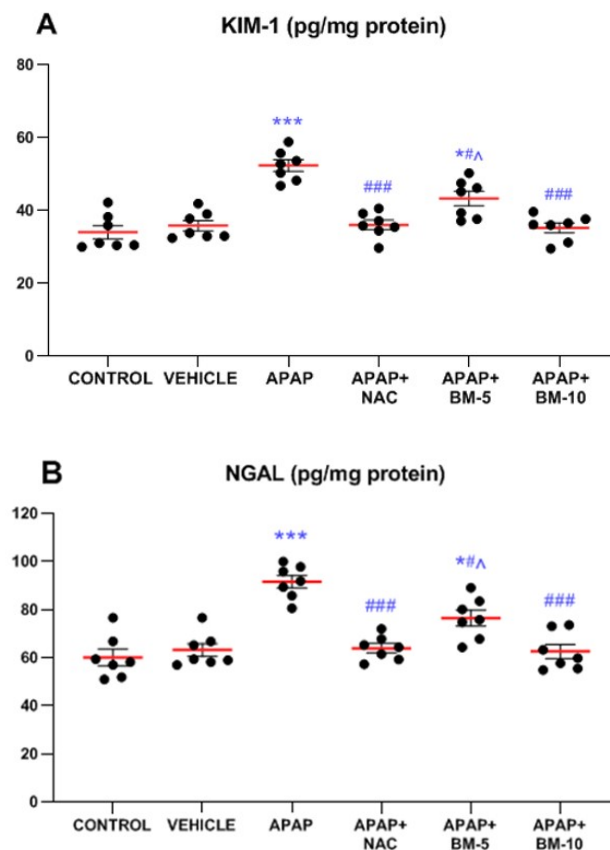 A
KIM-1 (pg/mg protein)
80
60
40
20
0
***
###
*#^
###
CONTROL VEHICLE APAP APAP+ APAP+ APAP+
NAC BM-5 BM-10
B
NGAL (pg/mg protein)
120
100
80
60
40
20
0
***
###
*#^
###
CONTROL VEHICLE APAP APAP+ APAP+ APAP+
NAC BM-5 BM-10